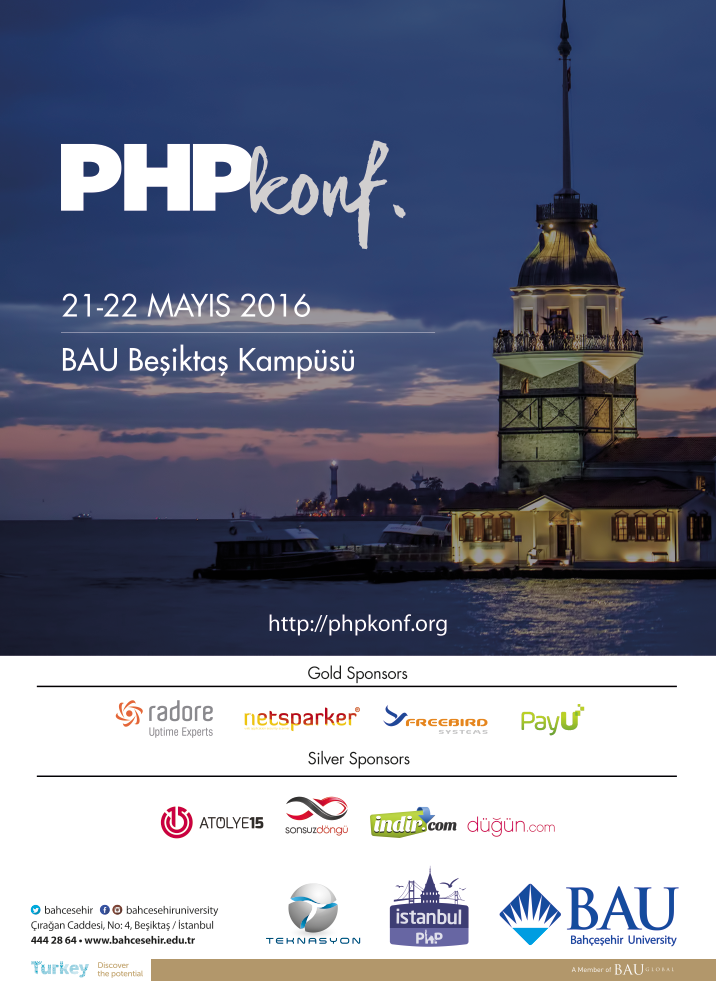 PHPkonf.
21-22 MAYIS 2016
BAU Beşiktaş Kampüsü
http://phpkonf.org
Gold Sponsors
radore
Uptime Experts
netsparker®
FREEBIRD
SYSTEMS
PayU
Silver Sponsors
ATÖLYE15
sonsuzdöngü
indir.com
düğün.com
bahcesehir bahcesehiruniversity
Çırağan Caddesi, No: 4, Beşiktaş / İstanbul
444 28 64 • www.bahcesehir.edu.tr
TEKNASYON
istanbul
php
BAU
Bahçeşehir University
Turkey
Discover
the potential
A Member of BAU GLOBAL